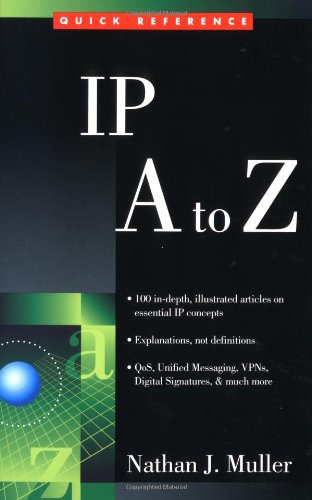 QUICK REFERENCE
IP
A to Z
• 100 in-depth, illustrated articles on
essential IP concepts
• Explanations, not definitions
• QoS, Unified Messaging, VPNs,
Digital Signatures, & much more
a
z
Nathan J. Muller